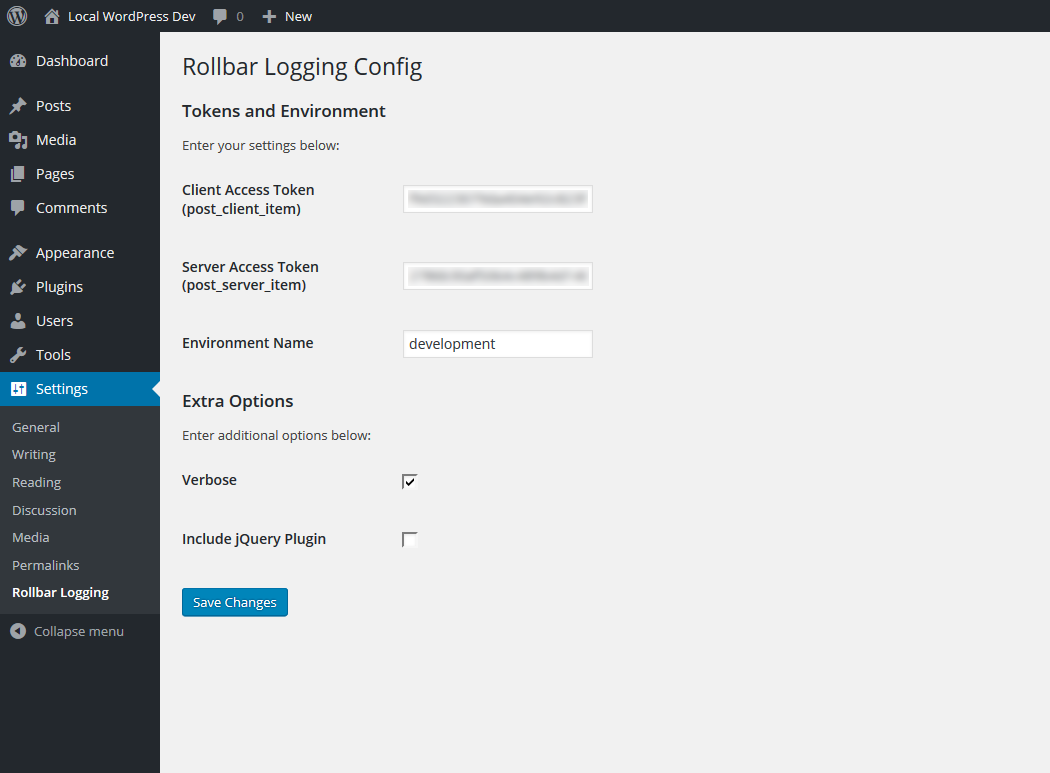 Local WordPress Dev 0 New
Dashboard
Posts
Media
Pages
Comments
Appearance
Plugins
Users
Tools
Settings
General
Writing
Reading
Discussion
Media
Permalinks
Rollbar Logging
Collapse menu
Rollbar Logging Config
Tokens and Environment
Enter your settings below:
Client Access Token
(post_client_item)
Server Access Token
(post_server_item)
Environment Name development
Extra Options
Enter additional options below:
Verbose
Include jQuery Plugin
Save Changes